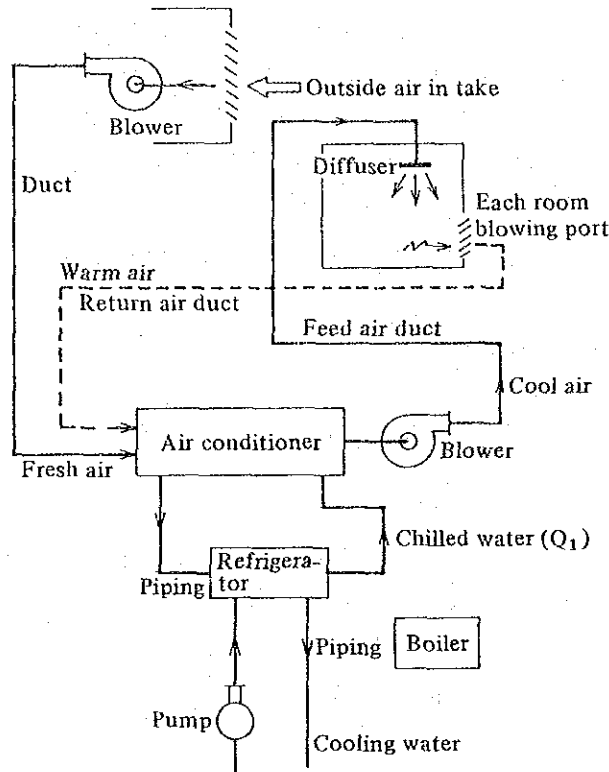 Outside air in take
Blower
Diffuser
Duct
Each room
blowing port
Warm air
Return air duct
Feed air duct
Cool air
Air conditioner
Blower
Fresh air
Chilled water (Q₁)
Refrigera-
tor
Piping
Piping
Boiler
Pump
Cooling water